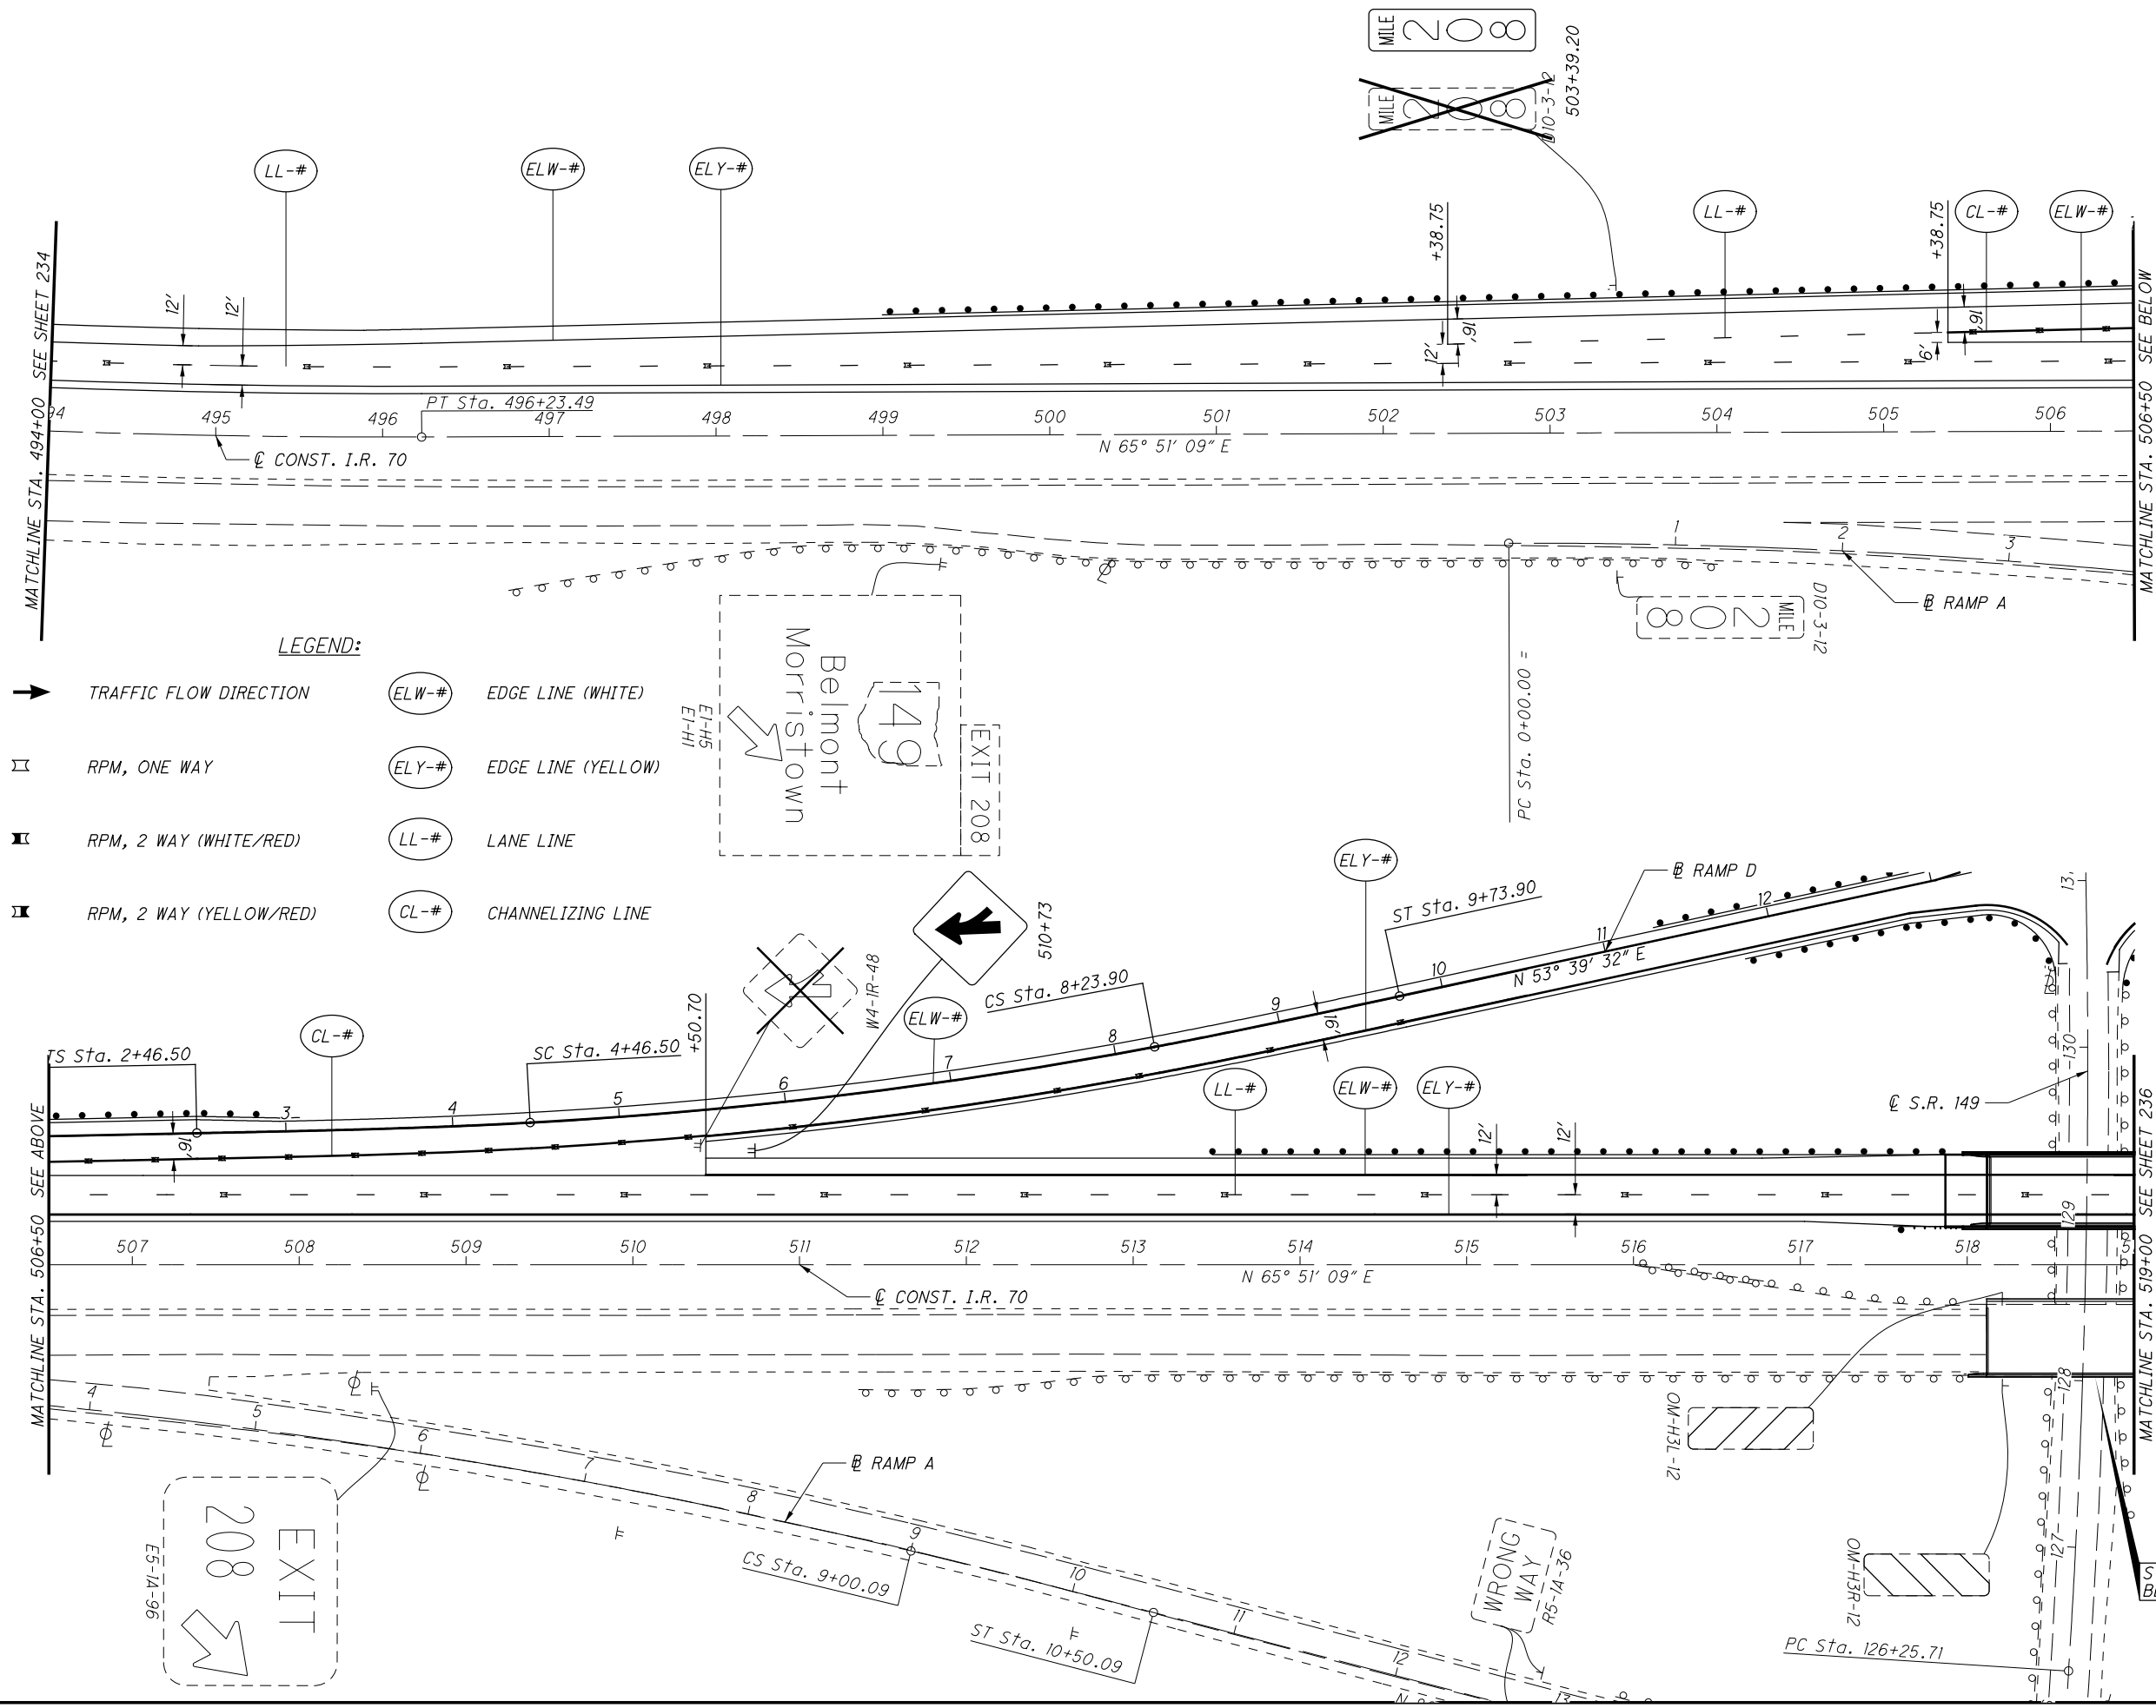 MILE 208
MILE 208
D10-3-12
503+39.20
LL-#
ELW-#
ELY-#
+38.75
LL-#
+38.75
CL-#
ELW-#
MATCHLINE STA. 494+00 SEE SHEET 234
12'
12'
12'
16'
6'
16'
MATCHLINE STA. 506+50 SEE BELOW
94
495
496
PT Sta. 496+23.49
497
498
499
500
501
502
503
504
505
506
N 65° 51' 09" E
℄ CONST. I.R. 70
1
2
3
MILE 208
D10-3-12
B RAMP A
PC Sta. 0+00.00 =
LEGEND:
TRAFFIC FLOW DIRECTION
ELW-#
EDGE LINE (WHITE)
RPM, ONE WAY
ELY-#
EDGE LINE (YELLOW)
RPM, 2 WAY (WHITE/RED)
LL-#
LANE LINE
RPM, 2 WAY (YELLOW/RED)
CL-#
CHANNELIZING LINE
EXIT 208
149
Belmont
Morristown
E1-H5
E1-H1
510+73
W4-1R-48
ELY-#
B RAMP D
ST Sta. 9+73.90
CS Sta. 8+23.90
N 53° 39' 32" E
ELW-#
+50.70
CL-#
TS Sta. 2+46.50
SC Sta. 4+46.50
3
4
5
6
7
8
9
10
11
12
16'
16'
LL-#
ELW-#
ELY-#
12'
12'
℄ S.R. 149
13
130
129
128
127
MATCHLINE STA. 506+50 SEE ABOVE
MATCHLINE STA. 519+00 SEE SHEET 236
507
508
509
510
511
512
513
514
515
516
517
518
5
N 65° 51' 09" E
℄ CONST. I.R. 70
4
5
6
7
8
9
10
11
12
13
B RAMP A
EXIT
208
E5-1A-96
CS Sta. 9+00.09
ST Sta. 10+50.09
WRONG
WAY
R5-1A-36
OM-H3L-12
OM-H3R-12
PC Sta. 126+25.71
N
S
BE